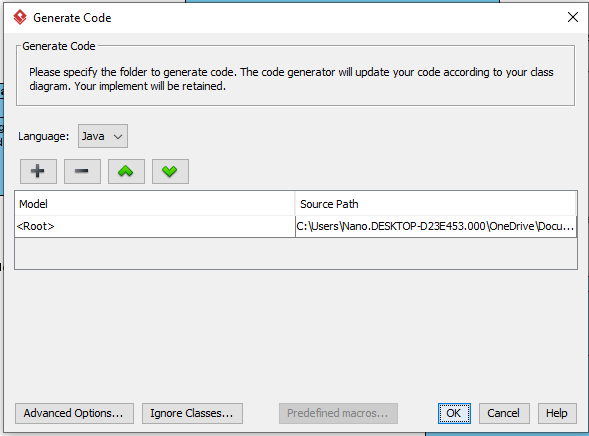 Generate Code
Generate Code
Please specify the folder to generate code. The code generator will update your code according to your class
diagram. Your implement will be retained.
Language: Java
Model Source Path
<Root> C:\Users\Nano.DESKTOP-D23E453.000\OneDrive\Docu...
Advanced Options... Ignore Classes... Predefined macros... OK Cancel Help